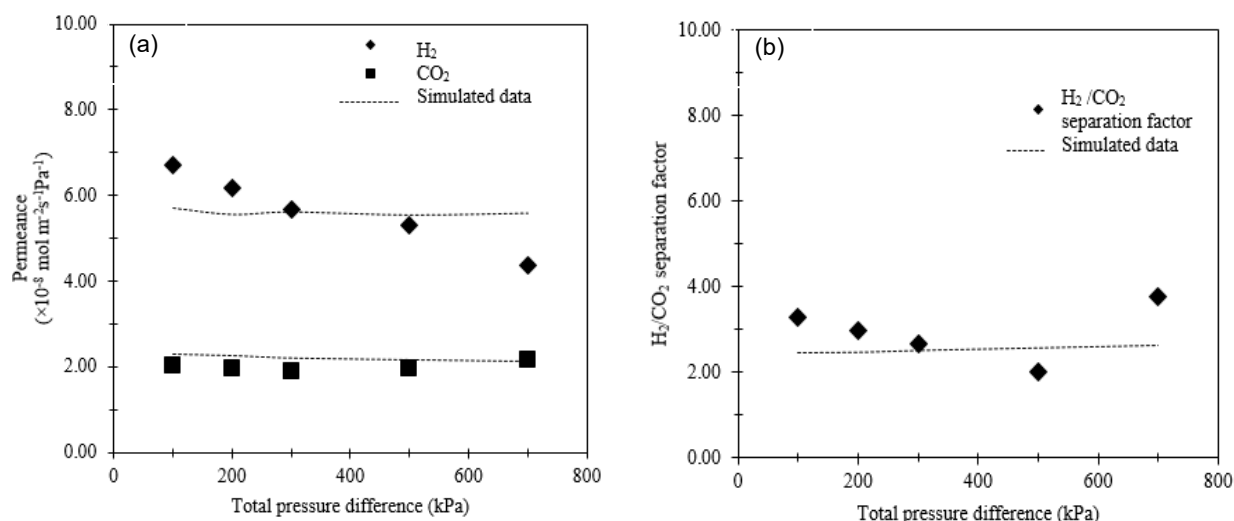 (a)
10.00
8.00
6.00
4.00
2.00
0.00
H₂
CO₂
Simulated data
Permeance
(×10⁻⁸ mol m⁻²s⁻¹Pa⁻¹)
0 200 400 600 800
Total pressure difference (kPa)
(b)
10.00
8.00
6.00
4.00
2.00
0.00
H₂ /CO₂
separation factor
Simulated data
H₂/CO₂ separation factor
0 200 400 600 800
Total pressure difference (kPa)